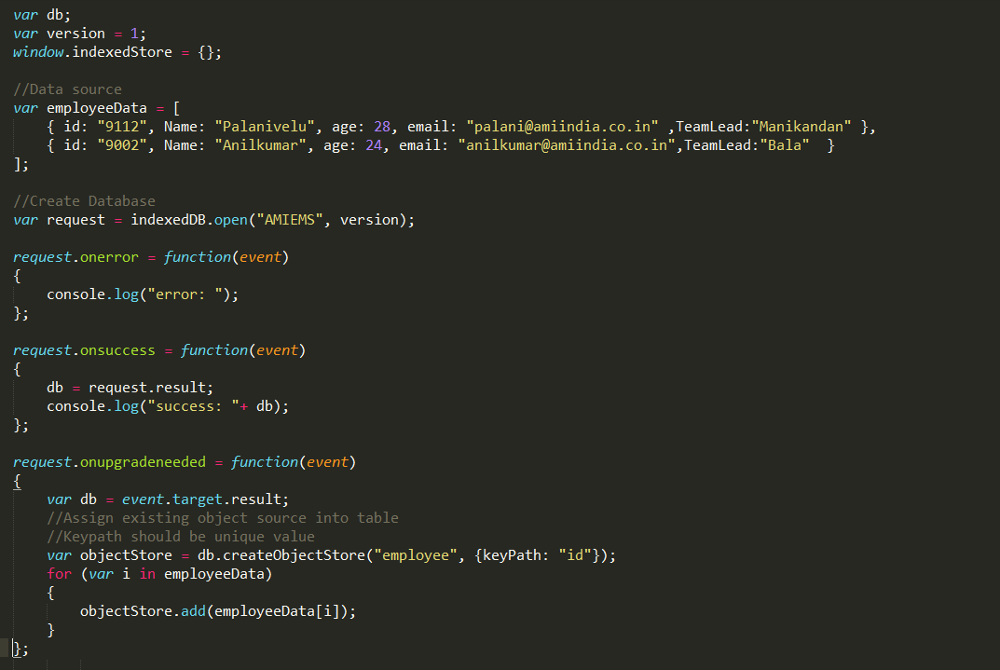 var db;
var version = 1;
window.indexedStore = {};

//Data source
var employeeData = [
    { id: "9112", Name: "Palanivelu", age: 28, email: "palani@amiindia.co.in" ,TeamLead:"Manikandan" },
    { id: "9002", Name: "Anilkumar", age: 24, email: "anilkumar@amiindia.co.in",TeamLead:"Bala"  }
];

//Create Database
var request = indexedDB.open("AMIEMS", version);

request.onerror = function(event)
{
    console.log("error: ");
};

request.onsuccess = function(event)
{
    db = request.result;
    console.log("success: "+ db);
};

request.onupgradeneeded = function(event)
{
    var db = event.target.result;
    //Assign existing object source into table
    //Keypath should be unique value
    var objectStore = db.createObjectStore("employee", {keyPath: "id"});
    for (var i in employeeData)
    {
        objectStore.add(employeeData[i]);
    }
};